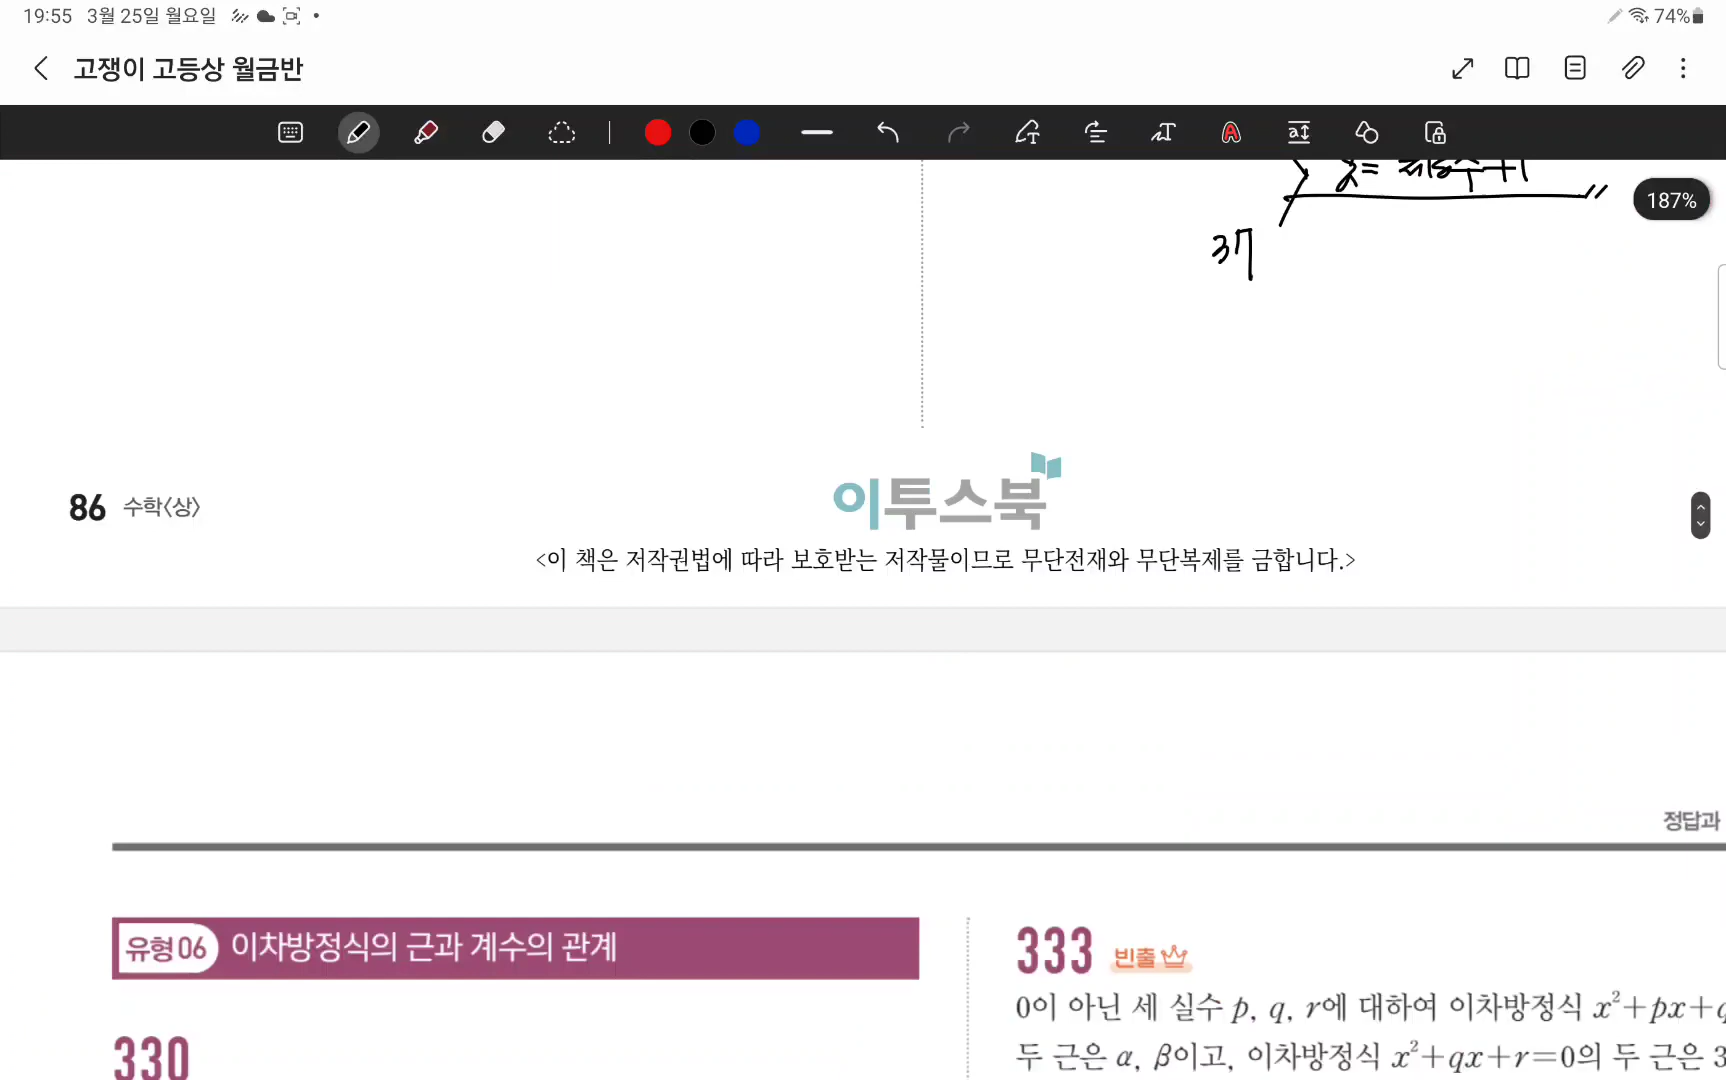 19:55 3월 25일 월요일
74%
고쟁이 고등상 월금반
187%
37
86 수학〈상〉
이투스북
<이 책은 저작권법에 따라 보호받는 저작물이므로 무단전재와 무단복제를 금합니다.>
정답과
유형 06 이차방정식의 근과 계수의 관계
330
333 빈출
0이 아닌 세 실수 p, q, r에 대하여 이차방정식 x²+px+q
두 근은 α, β이고, 이차방정식 x²+qx+r=0의 두 근은 3